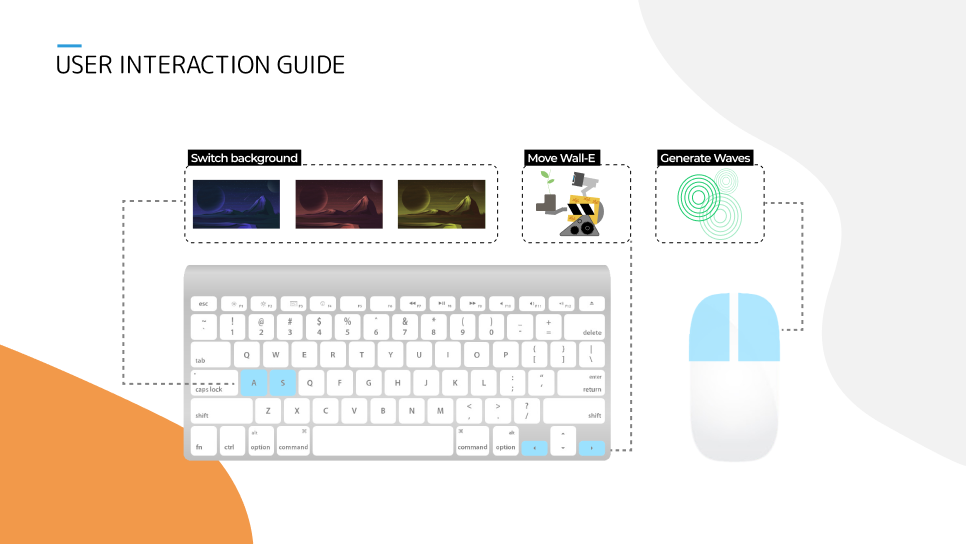 USER INTERACTION GUIDE
Switch background
Move Wall-E
Generate Waves
esc F1 F2 F3 F4 F5 F6 F7 F8 F9 F10 F11 F12
~ ! @ # $ % ^ & * ( ) _ +
` 1 2 3 4 5 6 7 8 9 0 - = delete
tab Q W E R T Y U I O P { } |
[ ] \
caps lock A S Q F G H J K L : " enter
; ' return
shift Z X C V B N M < > ? shift
, . /
alt ⌘ ⌘ alt
fn ctrl option command command option